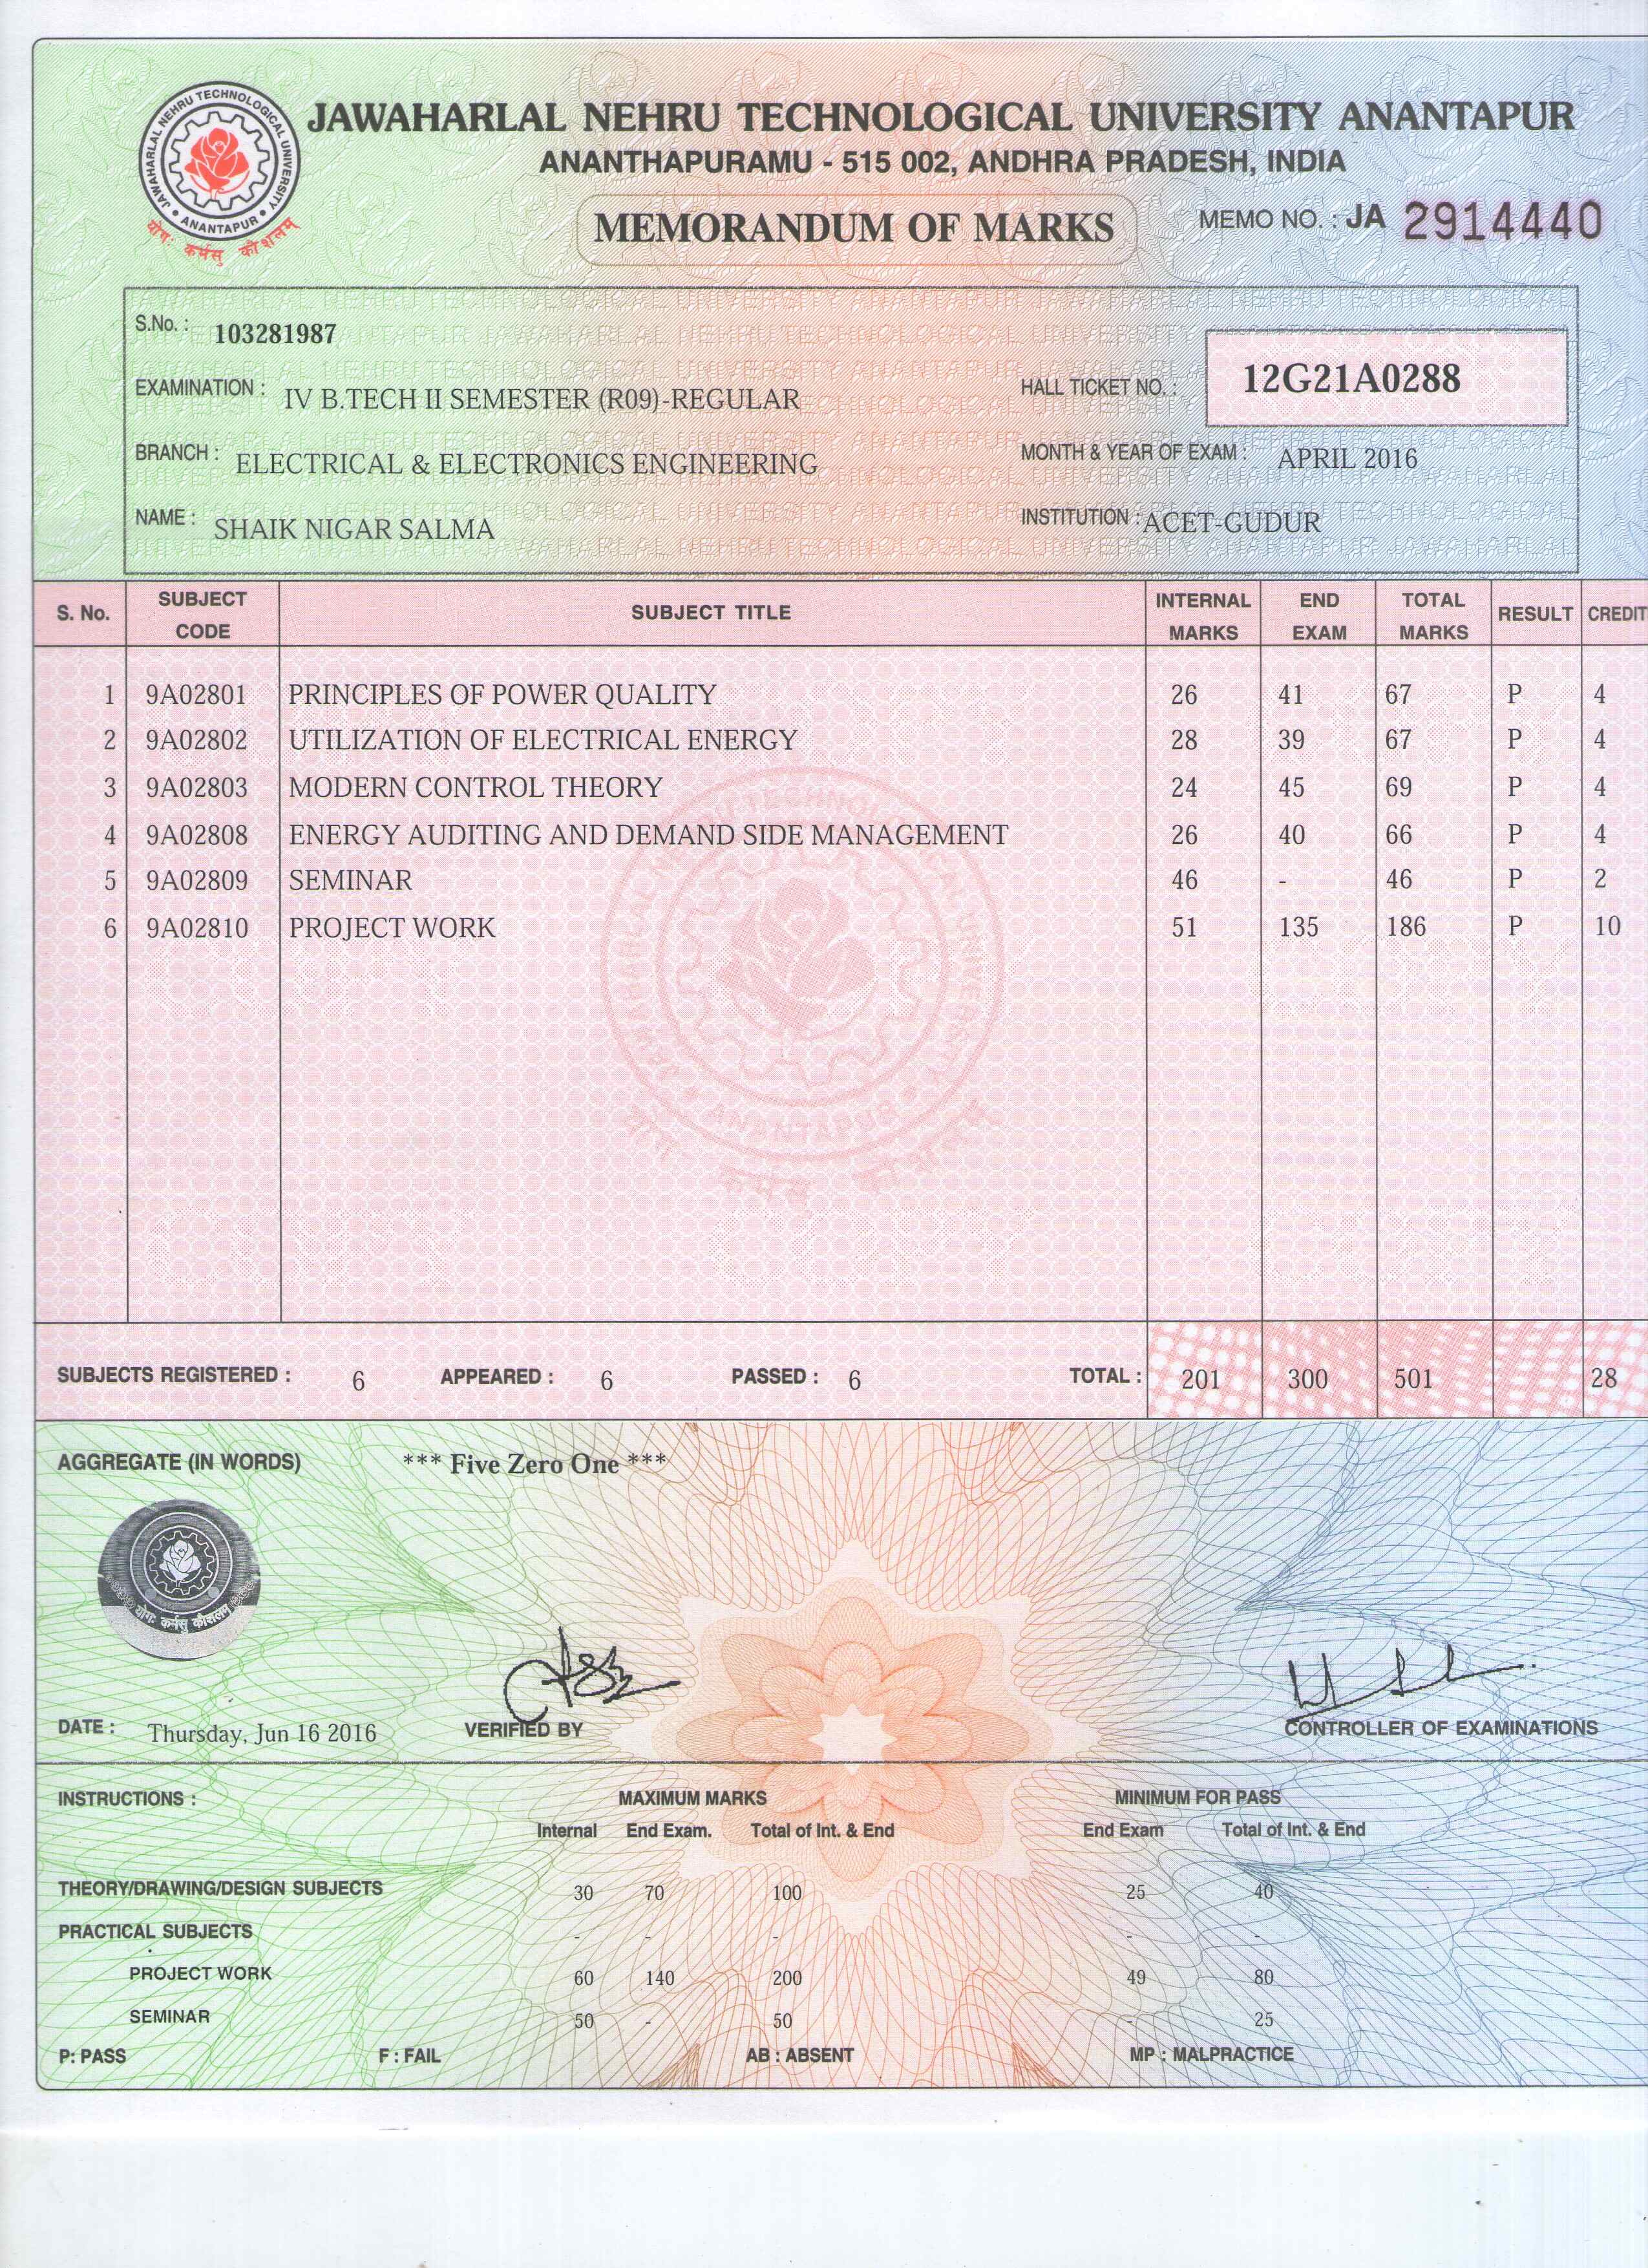 JAWAHARLAL NEHRU TECHNOLOGICAL UNIVERSITY
ANANTAPUR
योगः कर्मसु कौशलम्
JAWAHARLAL NEHRU TECHNOLOGICAL UNIVERSITY ANANTAPUR
ANANTHAPURAMU - 515 002, ANDHRA PRADESH, INDIA
MEMORANDUM OF MARKS
MEMO NO. : JA 2914440
S.No. : 103281987
EXAMINATION : IV B.TECH II SEMESTER (R09)-REGULAR HALL TICKET NO. : 12G21A0288
BRANCH : ELECTRICAL & ELECTRONICS ENGINEERING MONTH & YEAR OF EXAM : APRIL 2016
NAME : SHAIK NIGAR SALMA INSTITUTION : ACET-GUDUR
S. No. SUBJECT CODE SUBJECT TITLE INTERNAL MARKS END EXAM TOTAL MARKS RESULT CREDIT
1 9A02801 PRINCIPLES OF POWER QUALITY 26 41 67 P 4
2 9A02802 UTILIZATION OF ELECTRICAL ENERGY 28 39 67 P 4
3 9A02803 MODERN CONTROL THEORY 24 45 69 P 4
4 9A02808 ENERGY AUDITING AND DEMAND SIDE MANAGEMENT 26 40 66 P 4
5 9A02809 SEMINAR 46 - 46 P 2
6 9A02810 PROJECT WORK 51 135 186 P 10
SUBJECTS REGISTERED : 6 APPEARED : 6 PASSED : 6 TOTAL : 201 300 501 28
AGGREGATE (IN WORDS) *** Five Zero One ***
योगः कर्मसु कौशलम्
DATE : Thursday, Jun 16 2016 VERIFIED BY CONTROLLER OF EXAMINATIONS
INSTRUCTIONS : MAXIMUM MARKS MINIMUM FOR PASS
Internal End Exam. Total of Int. & End End Exam Total of Int. & End
THEORY/DRAWING/DESIGN SUBJECTS 30 70 100 25 40
PRACTICAL SUBJECTS - - - - -
PROJECT WORK 60 140 200 49 80
SEMINAR 50 - 50 - 25
P: PASS F : FAIL AB : ABSENT MP : MALPRACTICE